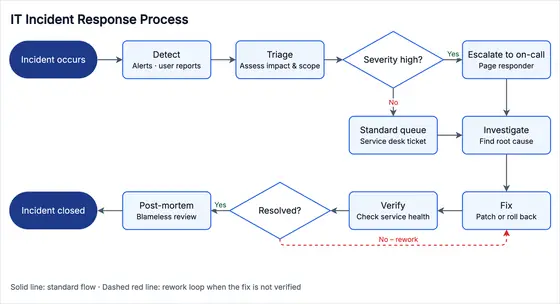 IT Incident Response Process
Incident occurs
Detect
Alerts · user reports
Triage
Assess impact & scope
Severity high?
Yes
Escalate to on-call
Page responder
No
Standard queue
Service desk ticket
Investigate
Find root cause
Incident closed
Post-mortem
Blameless review
Yes
Resolved?
Verify
Check service health
Fix
Patch or roll back
No – rework
Solid line: standard flow · Dashed red line: rework loop when the fix is not verified